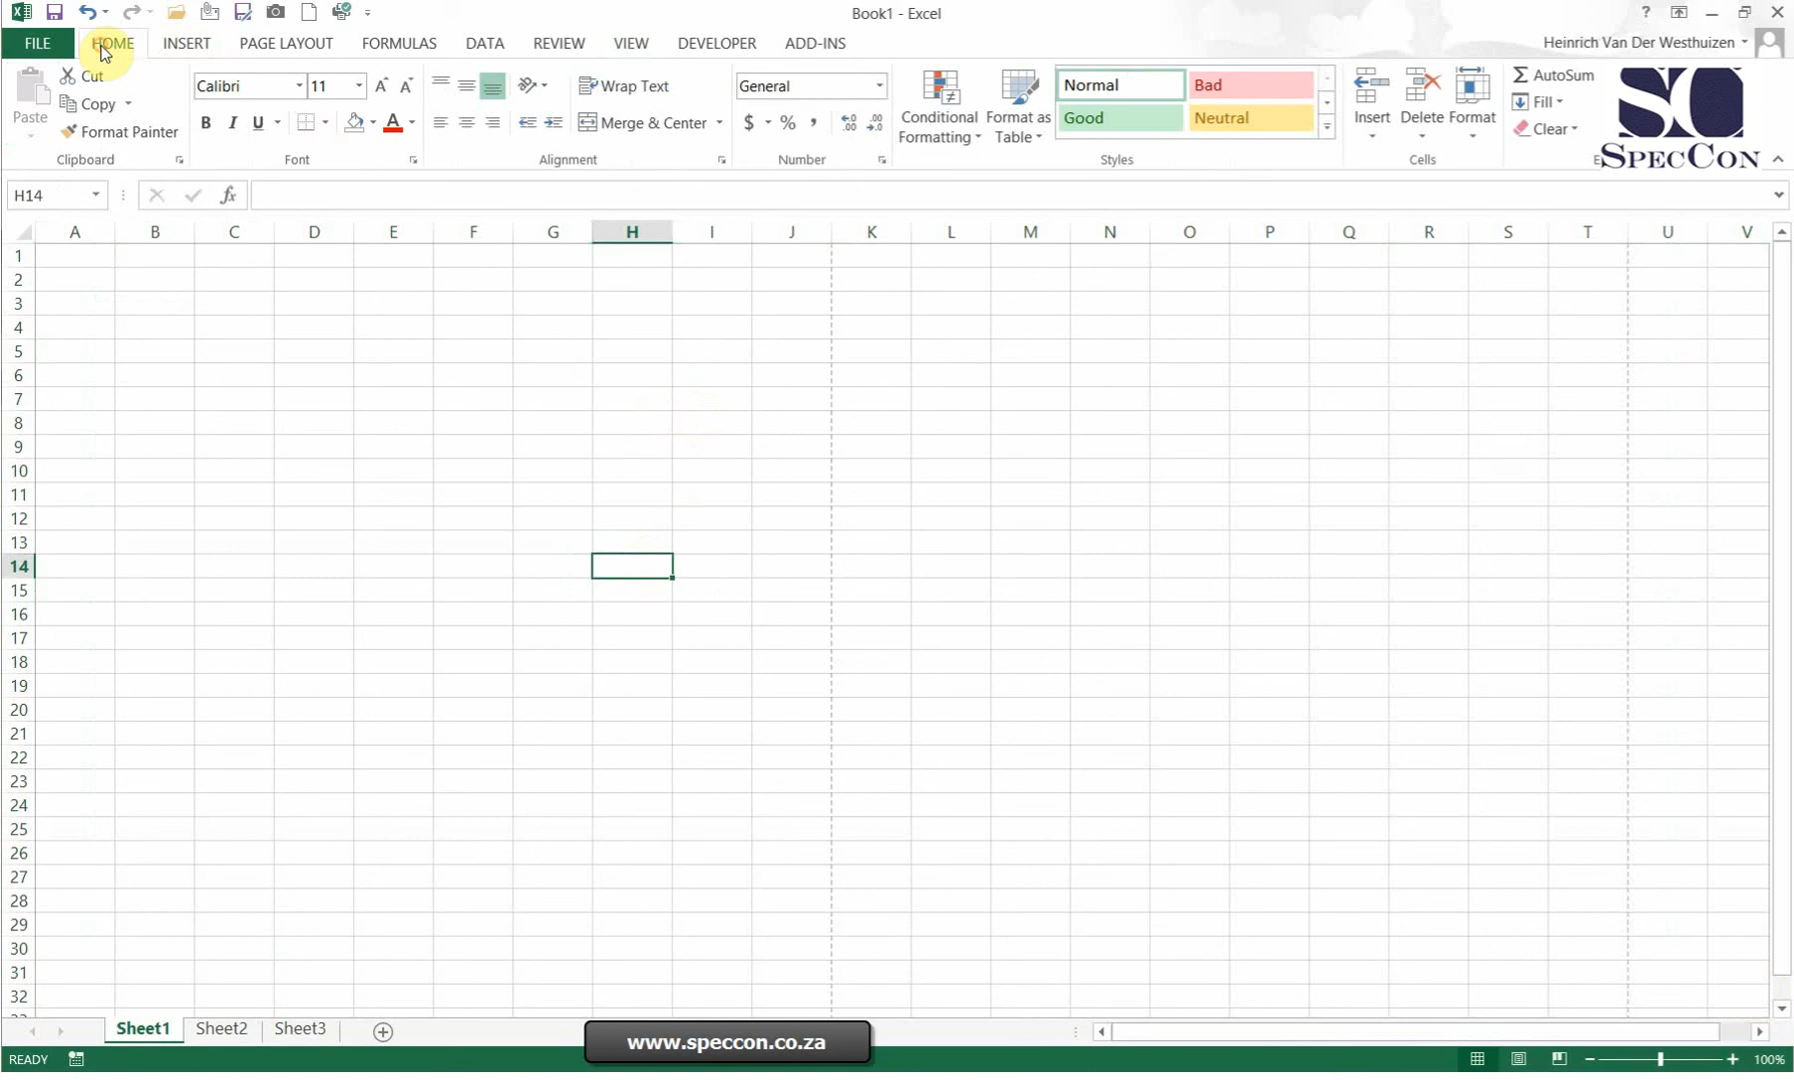 Book1 - Excel
?
FILE HOME INSERT PAGE LAYOUT FORMULAS DATA REVIEW VIEW DEVELOPER ADD-INS
Heinrich Van Der Westhuizen
Paste
Cut
Copy
Format Painter
Clipboard
Calibri 11
B I U
Font
Wrap Text
Merge & Center
Alignment
General
$ % ,
Number
Conditional Formatting
Format as Table
Normal Bad
Good Neutral
Styles
Insert Delete Format
Cells
AutoSum
Fill
Clear
E
SC
SPECCON
H14
fx
A B C D E F G H I J K L M N O P Q R S T U V
1
2
3
4
5
6
7
8
9
10
11
12
13
14
15
16
17
18
19
20
21
22
23
24
25
26
27
28
29
30
31
32
Sheet1 Sheet2 Sheet3
www.speccon.co.za
READY
100%